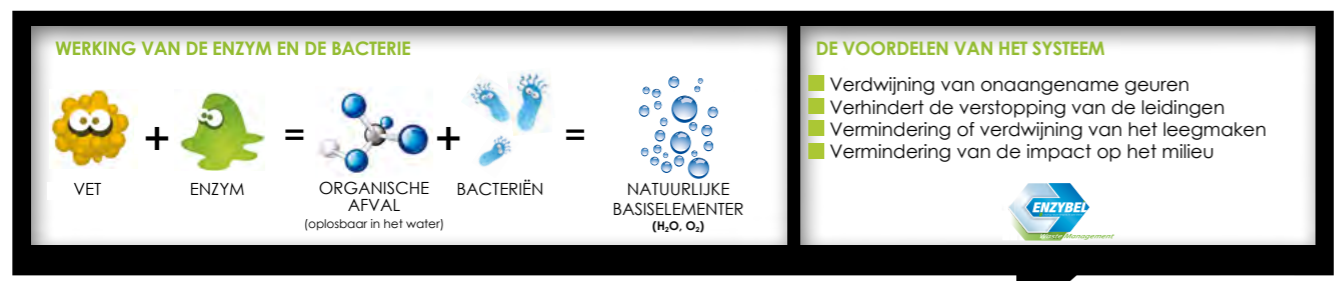 WERKING VAN DE ENZYM EN DE BACTERIE
VET
+
ENZYM
=
ORGANISCHE
AFVAL
(oplosbaar in het water)
+
BACTERIËN
=
NATUURLIJKE
BASISELEMENTER
(H₂O, O₂)
DE VOORDELEN VAN HET SYSTEEM
Verdwijning van onaangename geuren
Verhindert de verstopping van de leidingen
Vermindering of verdwijning van het leegmaken
Vermindering van de impact op het milieu
ENZYBEL
Management